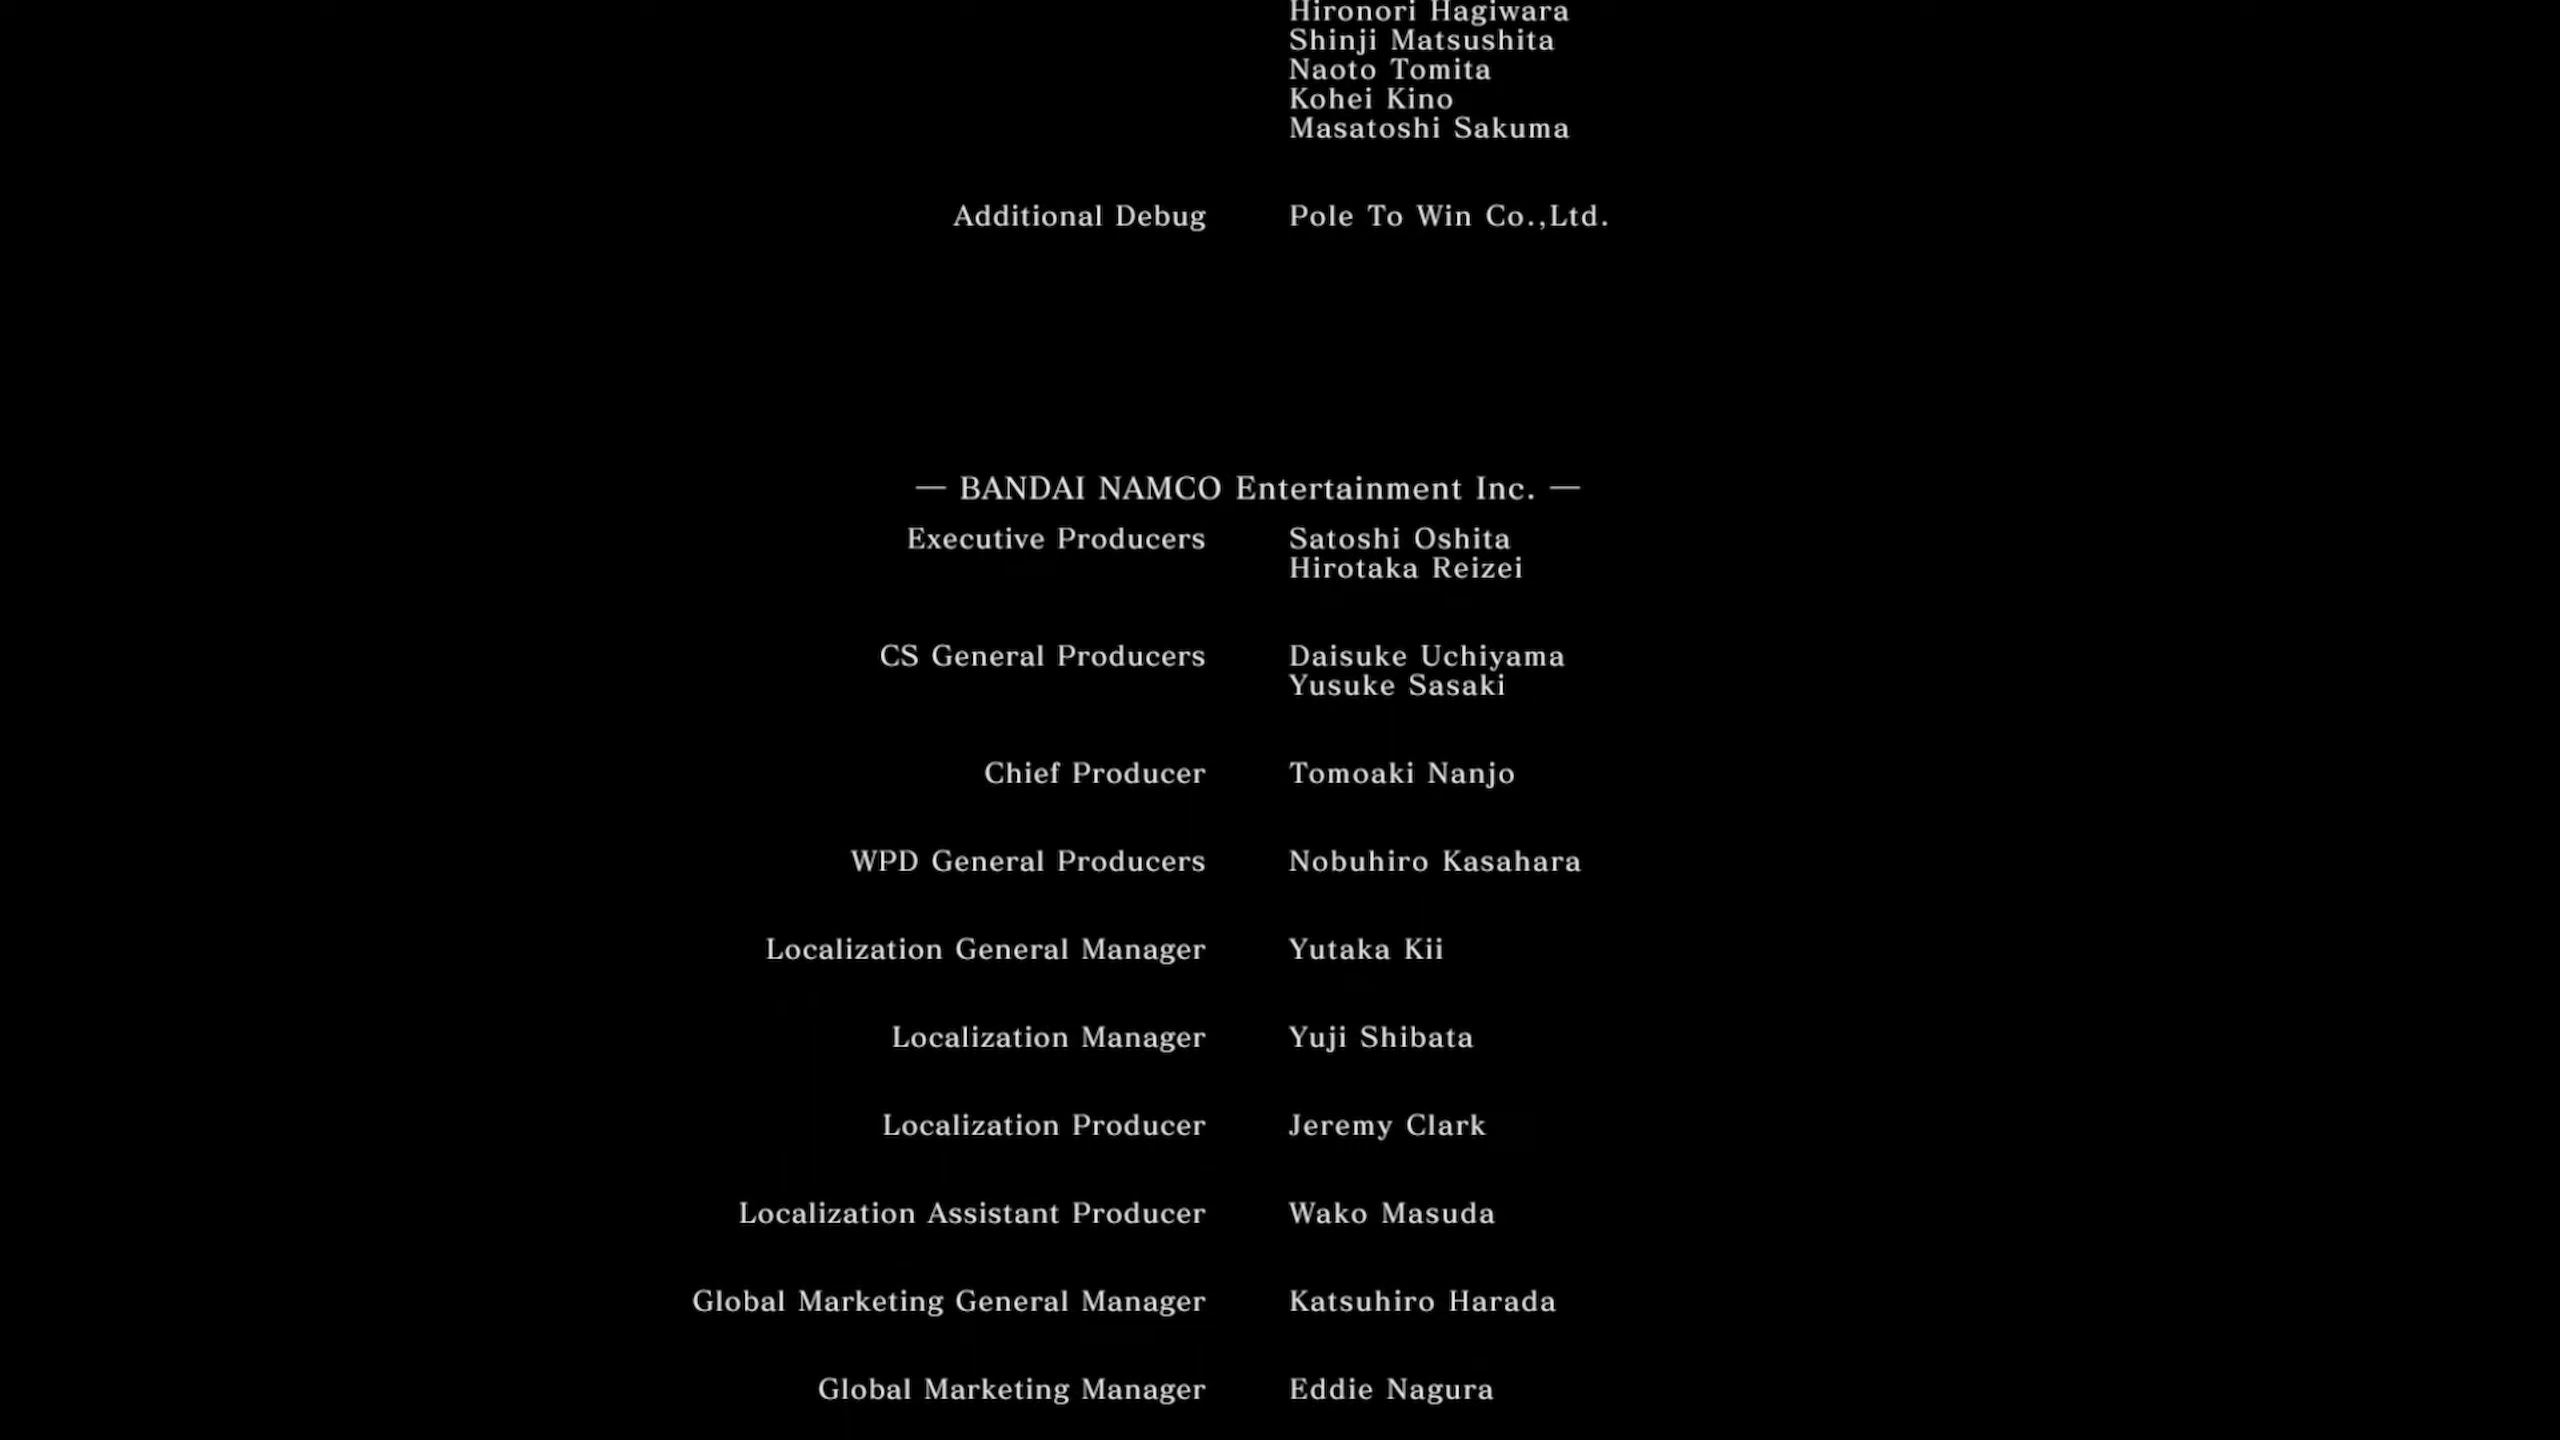 Hironori Hagiwara
Shinji Matsushita
Naoto Tomita
Kohei Kino
Masatoshi Sakuma
Additional Debug Pole To Win Co.,Ltd.
— BANDAI NAMCO Entertainment Inc. —
Executive Producers Satoshi Oshita
Hirotaka Reizei
CS General Producers Daisuke Uchiyama
Yusuke Sasaki
Chief Producer Tomoaki Nanjo
WPD General Producers Nobuhiro Kasahara
Localization General Manager Yutaka Kii
Localization Manager Yuji Shibata
Localization Producer Jeremy Clark
Localization Assistant Producer Wako Masuda
Global Marketing General Manager Katsuhiro Harada
Global Marketing Manager Eddie Nagura